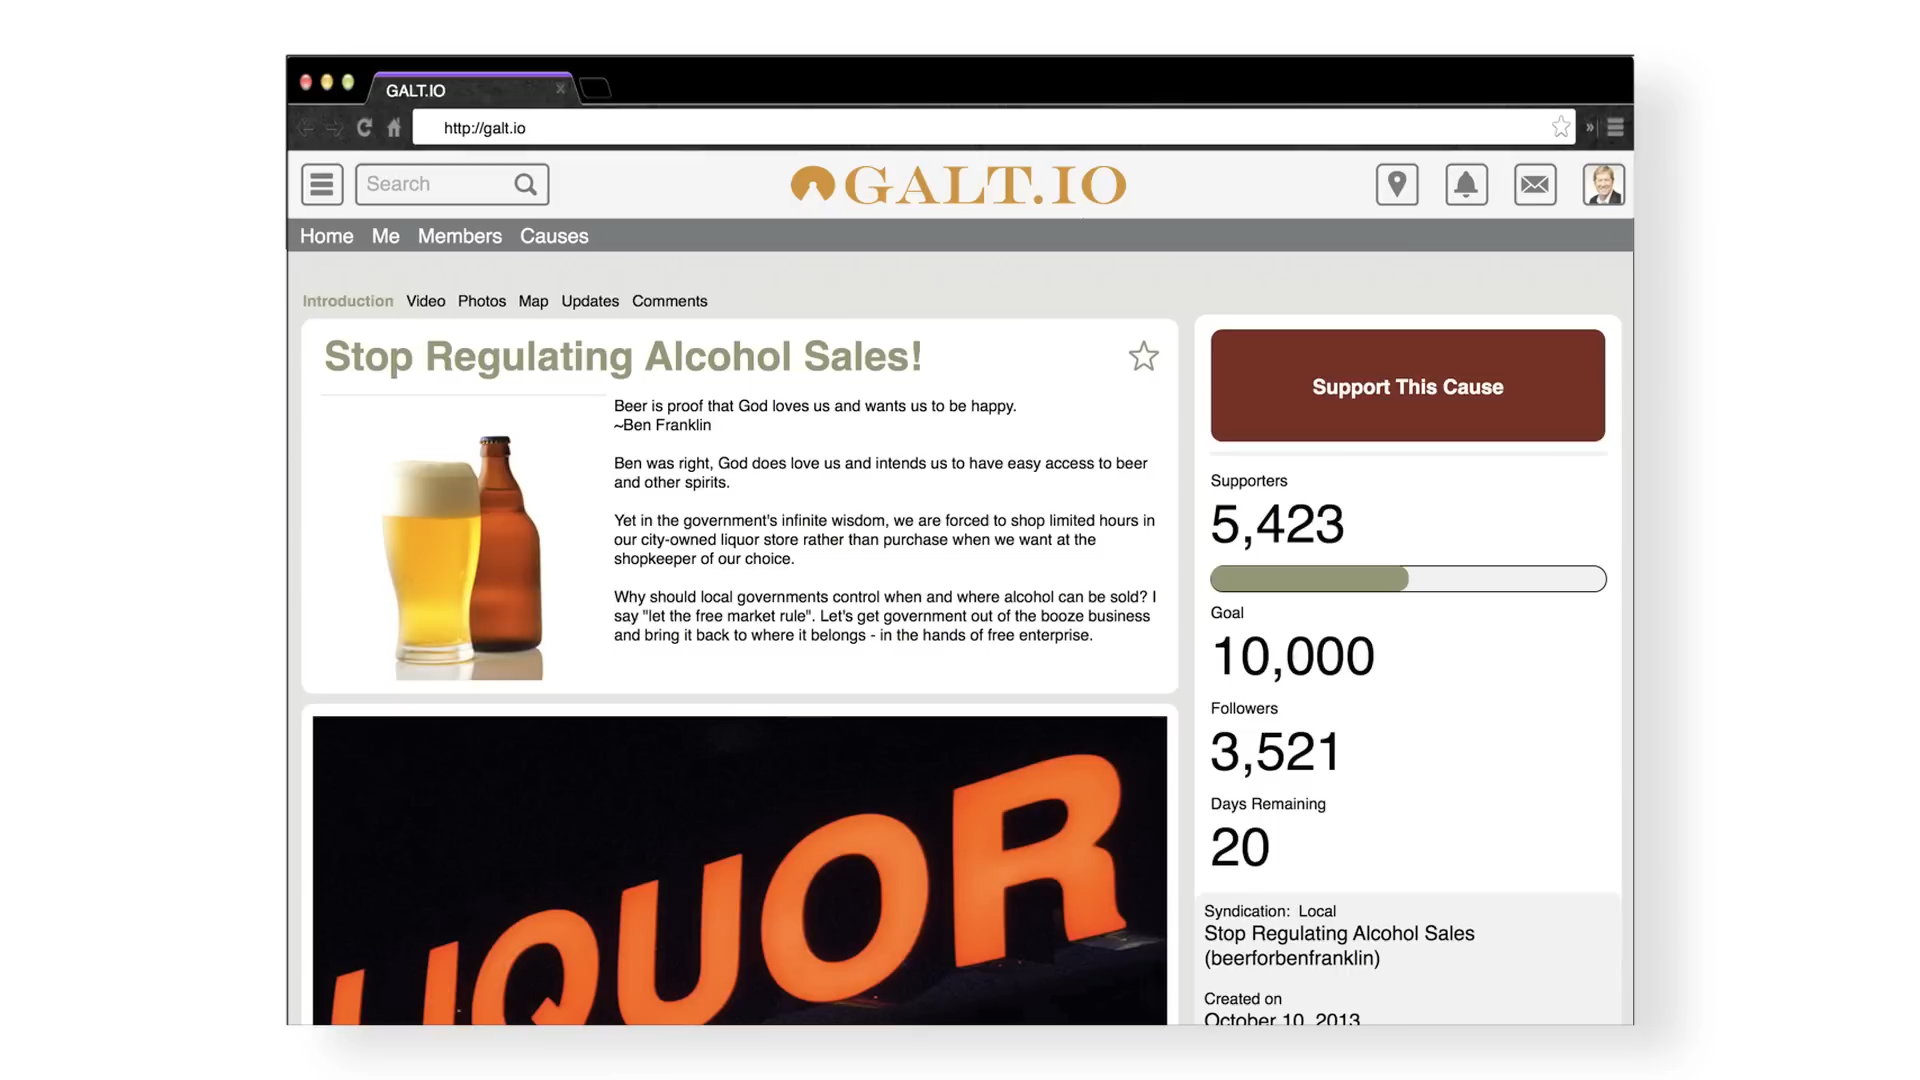 GALT.IO
http://galt.io
Search
GALT.IO
Home Me Members Causes
Introduction Video Photos Map Updates Comments
Stop Regulating Alcohol Sales!
Beer is proof that God loves us and wants us to be happy.
~Ben Franklin
Ben was right, God does love us and intends us to have easy access to beer
and other spirits.
Yet in the government's infinite wisdom, we are forced to shop limited hours in
our city-owned liquor store rather than purchase when we want at the
shopkeeper of our choice.
Why should local governments control when and where alcohol can be sold? I
say "let the free market rule". Let's get government out of the booze business
and bring it back to where it belongs - in the hands of free enterprise.
LIQUOR
Support This Cause
Supporters
5,423
Goal
10,000
Followers
3,521
Days Remaining
20
Syndication: Local
Stop Regulating Alcohol Sales
(beerforbenfranklin)
Created on
October 10, 2013